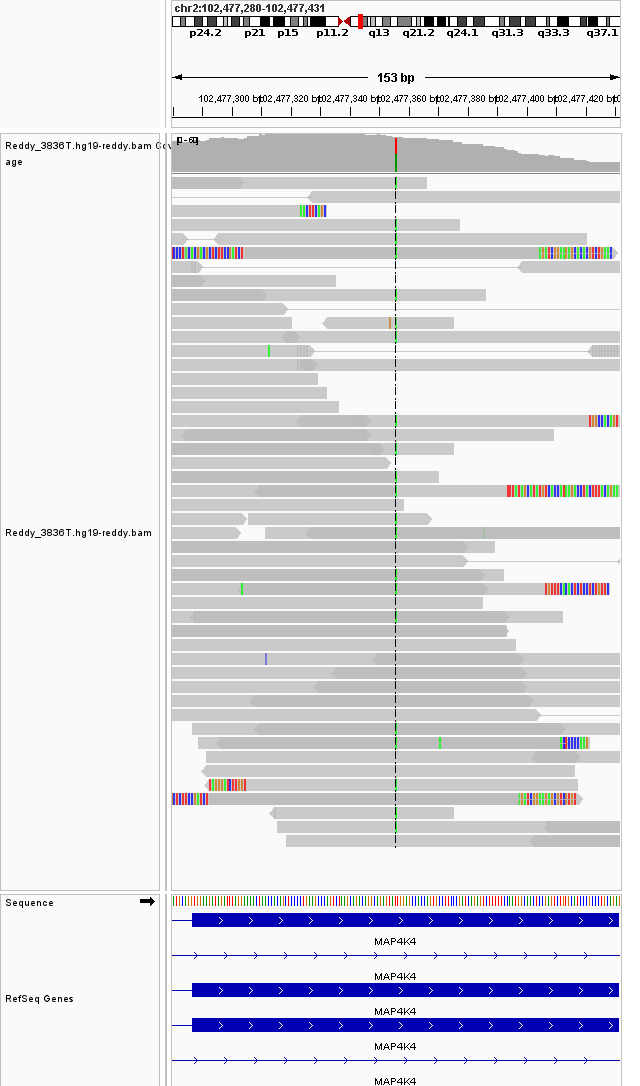 chr2:102,477,280-102,477,431
p24.2 p21 p15 p11.2 q13 q21.2 q24.1 q31.3 q33.3 q37.1
153 bp
102,477,300 bp 102,477,320 bp 102,477,340 bp 102,477,360 bp 102,477,380 bp 102,477,400 bp 102,477,420
Reddy_3836T.hg19-reddy.bam Cov
age
Reddy_3836T.hg19-reddy.bam
Sequence
MAP4K4
MAP4K4
MAP4K4
RefSeq Genes
MAP4K4
MAP4K4
MAP4K4